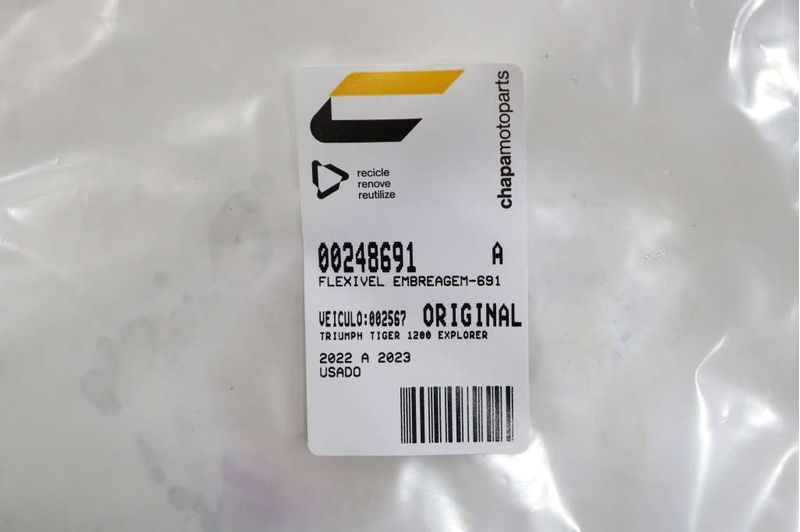 chapamotoparts
recicle
renove
reutilize
00248691 A
FLEXIVEL EMBREAGEM-691
VEICULO:002567 ORIGINAL
TRIUMPH TIGER 1200 EXPLORER
2022 A 2023
USADO